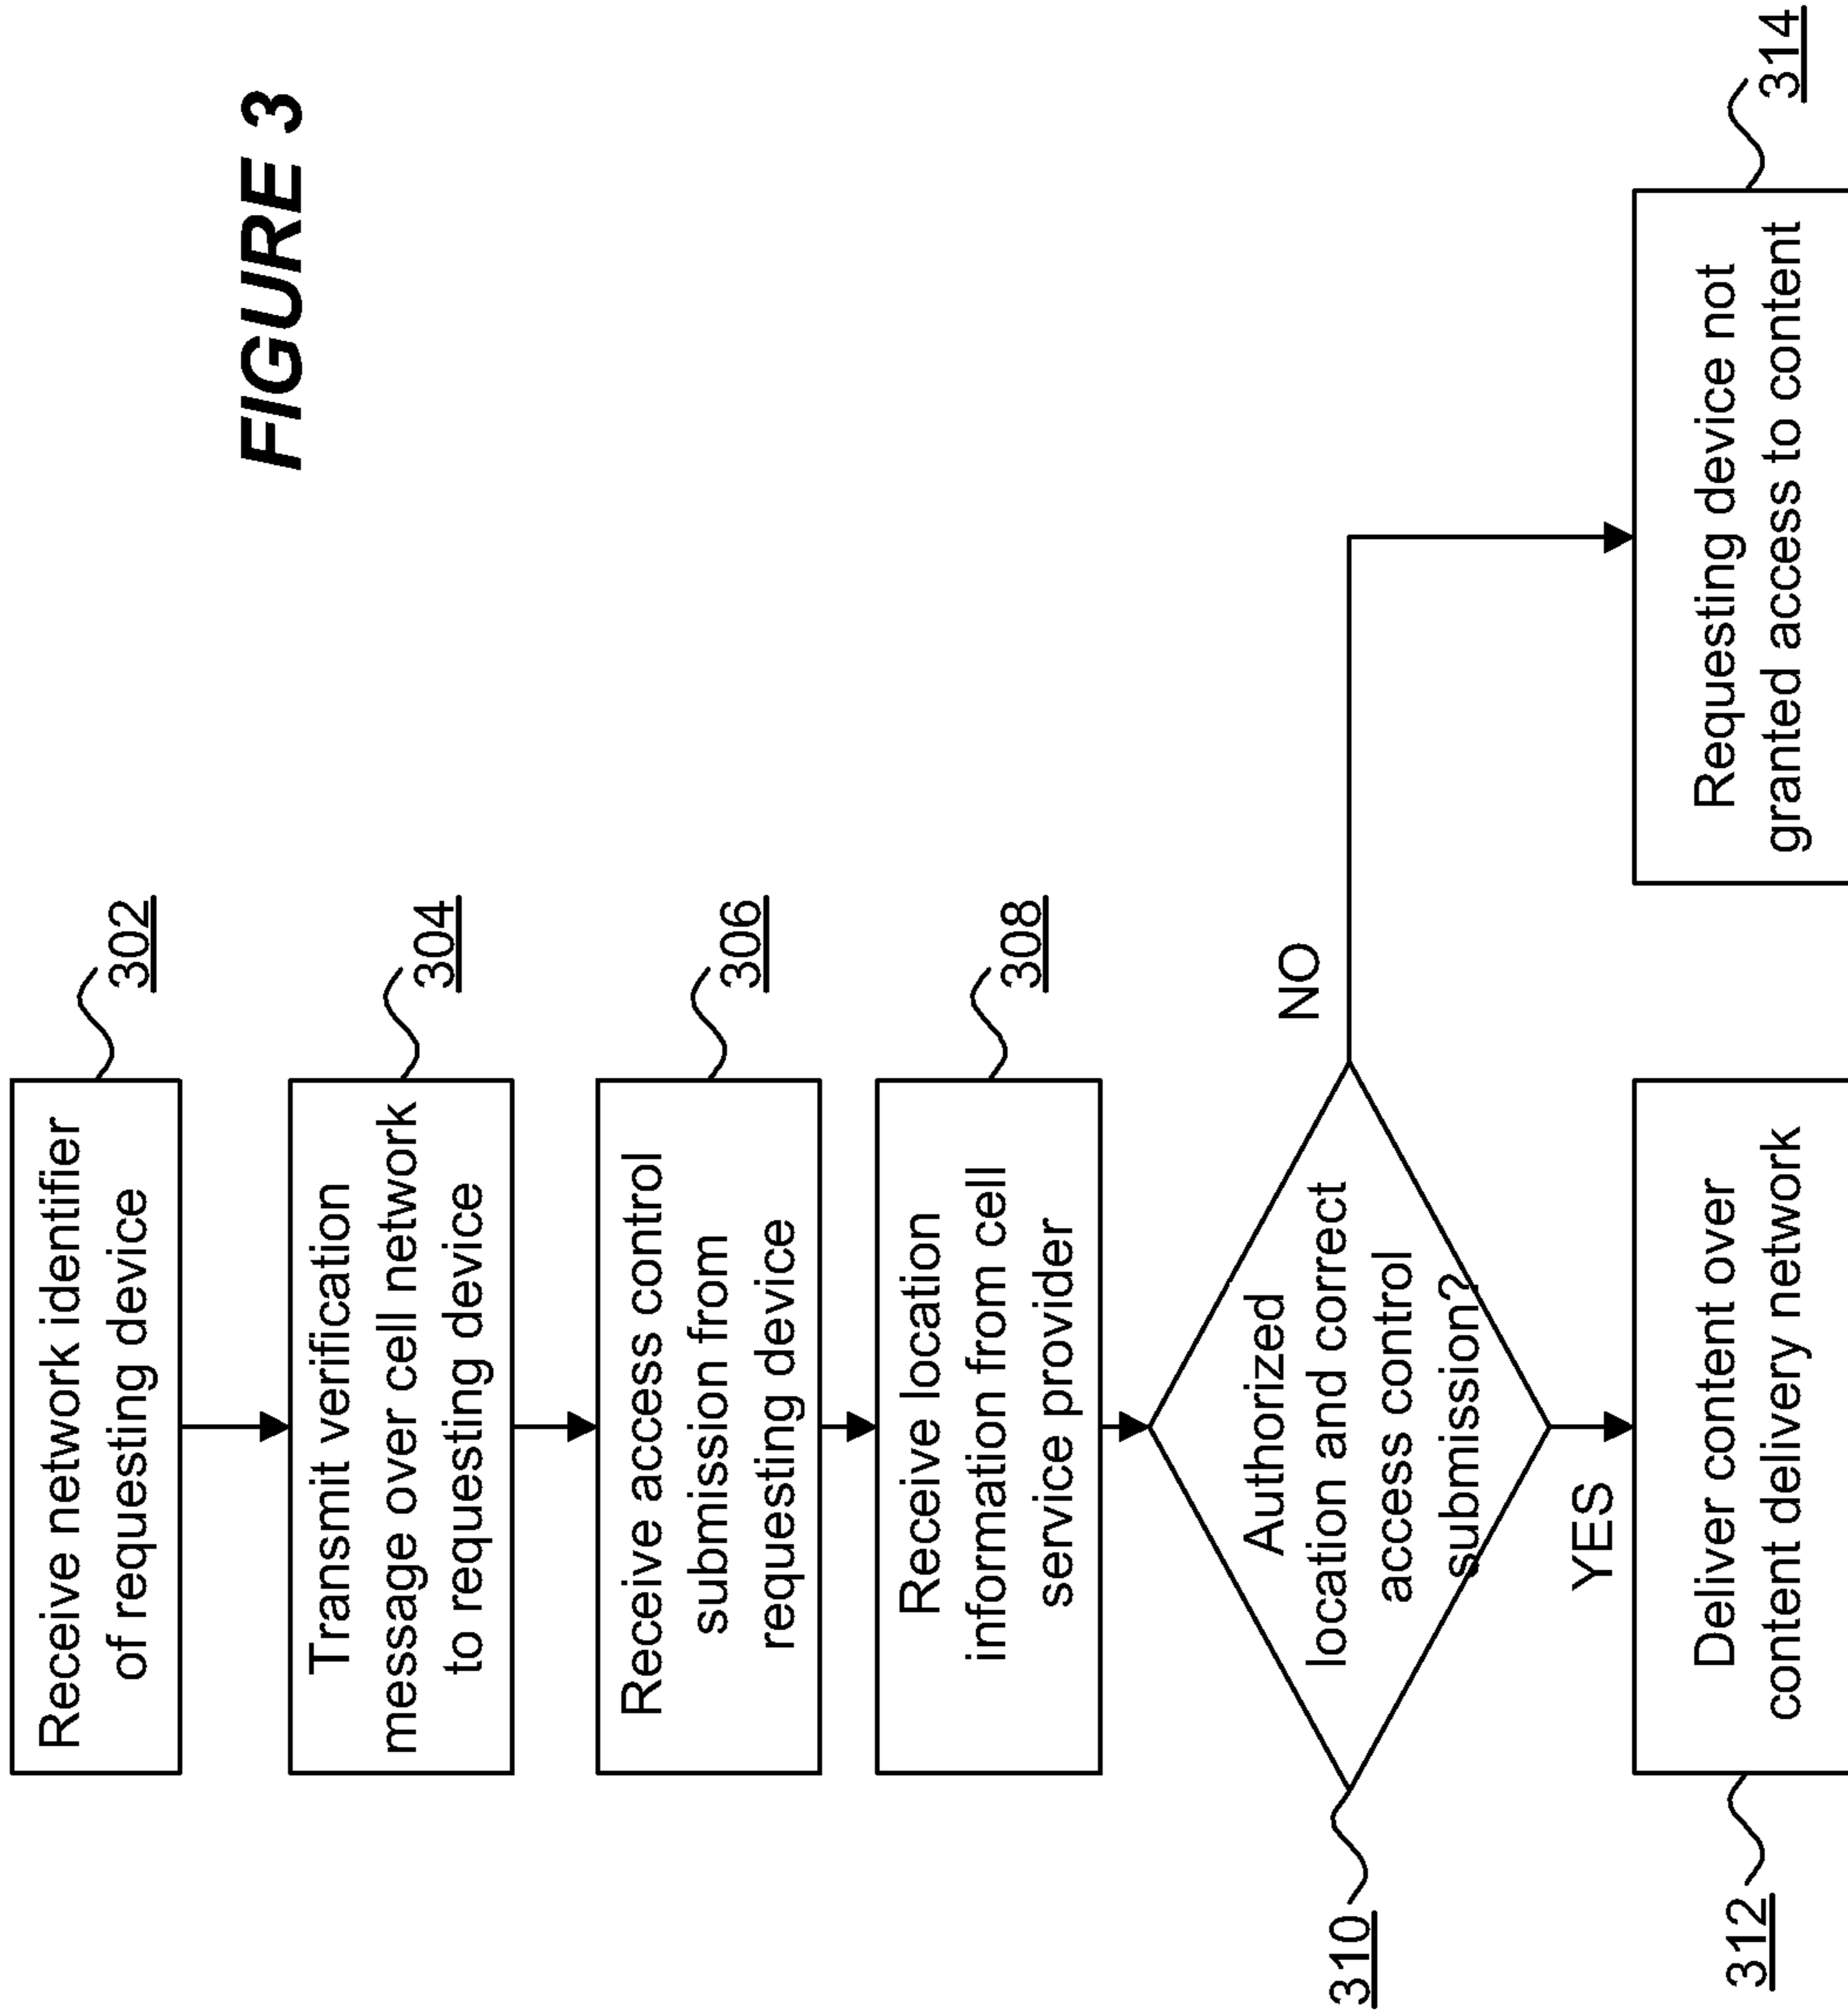 FIGURE 3
Receive network identifier
of requesting device
302
Transmit verification
message over cell network
to requesting device
304
Receive access control
submission from
requesting device
306
Receive location
information from cell
service provider
308
Authorized
location and correct
access control
submission?
310
NO
YES
Deliver content over
content delivery network
312
Requesting device not
granted access to content
314